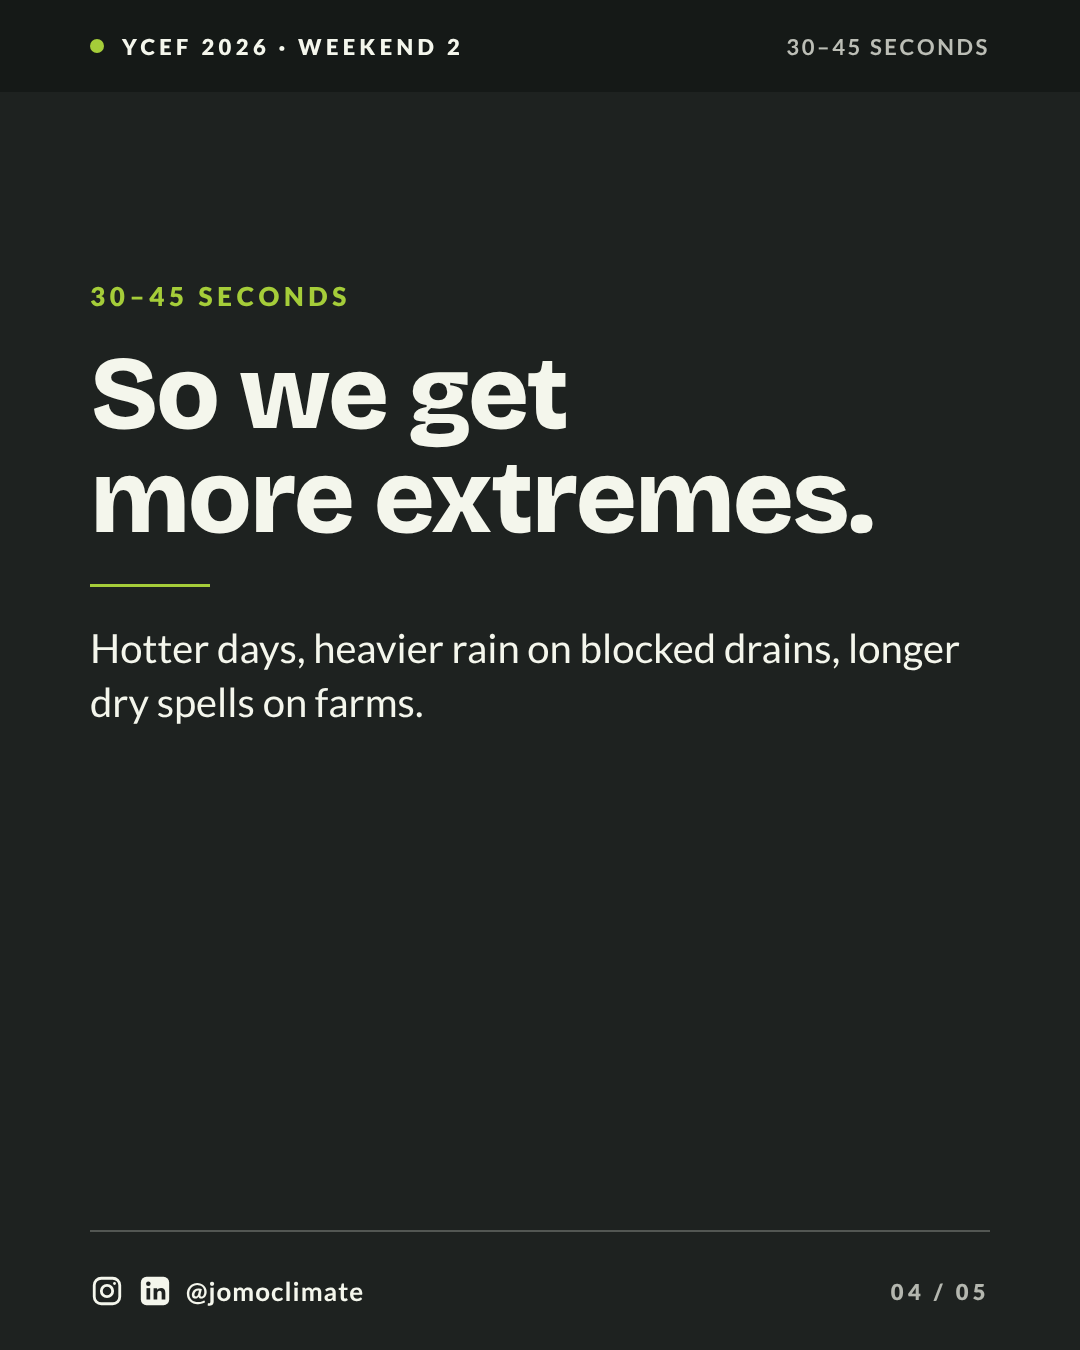 YCEF 2026 · WEEKEND 2
30–45 SECONDS
30–45 SECONDS
So we get
more extremes.
Hotter days, heavier rain on blocked drains, longer
dry spells on farms.
in @jomoclimate
04 / 05